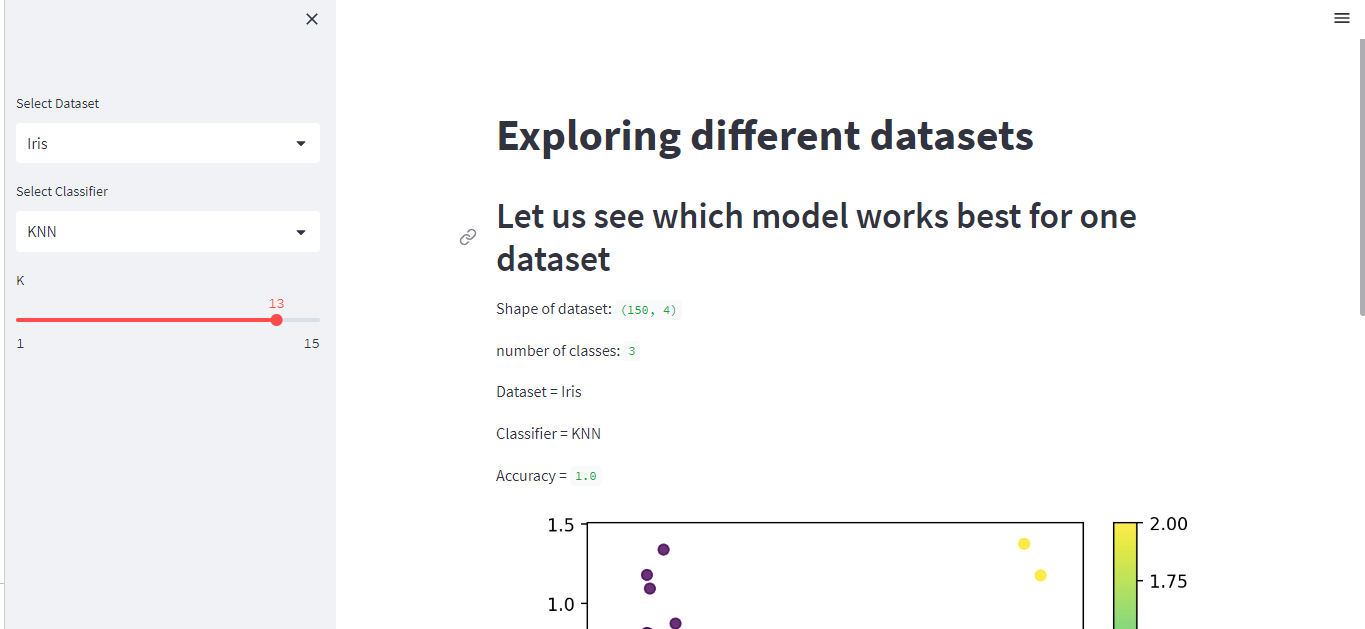 Select Dataset
Iris
Select Classifier
KNN
K
13
1 15
Exploring different datasets
Let us see which model works best for one
dataset
Shape of dataset: (150, 4)
number of classes: 3
Dataset = Iris
Classifier = KNN
Accuracy = 1.0
1.5
1.0
2.00
1.75